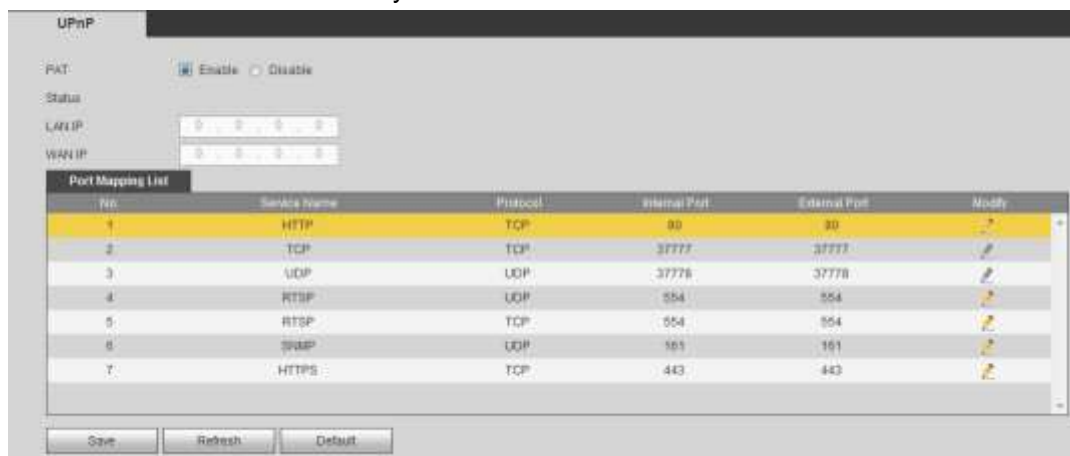 UPnP
PAT Enable Disable
Status
LAN IP 0 . 0 . 0 . 0
WAN IP 0 . 0 . 0 . 0
Port Mapping List
No. Service Name Protocol Internal Port External Port Modify
1 HTTP TCP 80 80
2 TCP TCP 37777 37777
3 UDP UDP 37778 37778
4 RTSP UDP 554 554
5 RTSP TCP 554 554
6 SNMP UDP 161 161
7 HTTPS TCP 443 443
Save Refresh Default